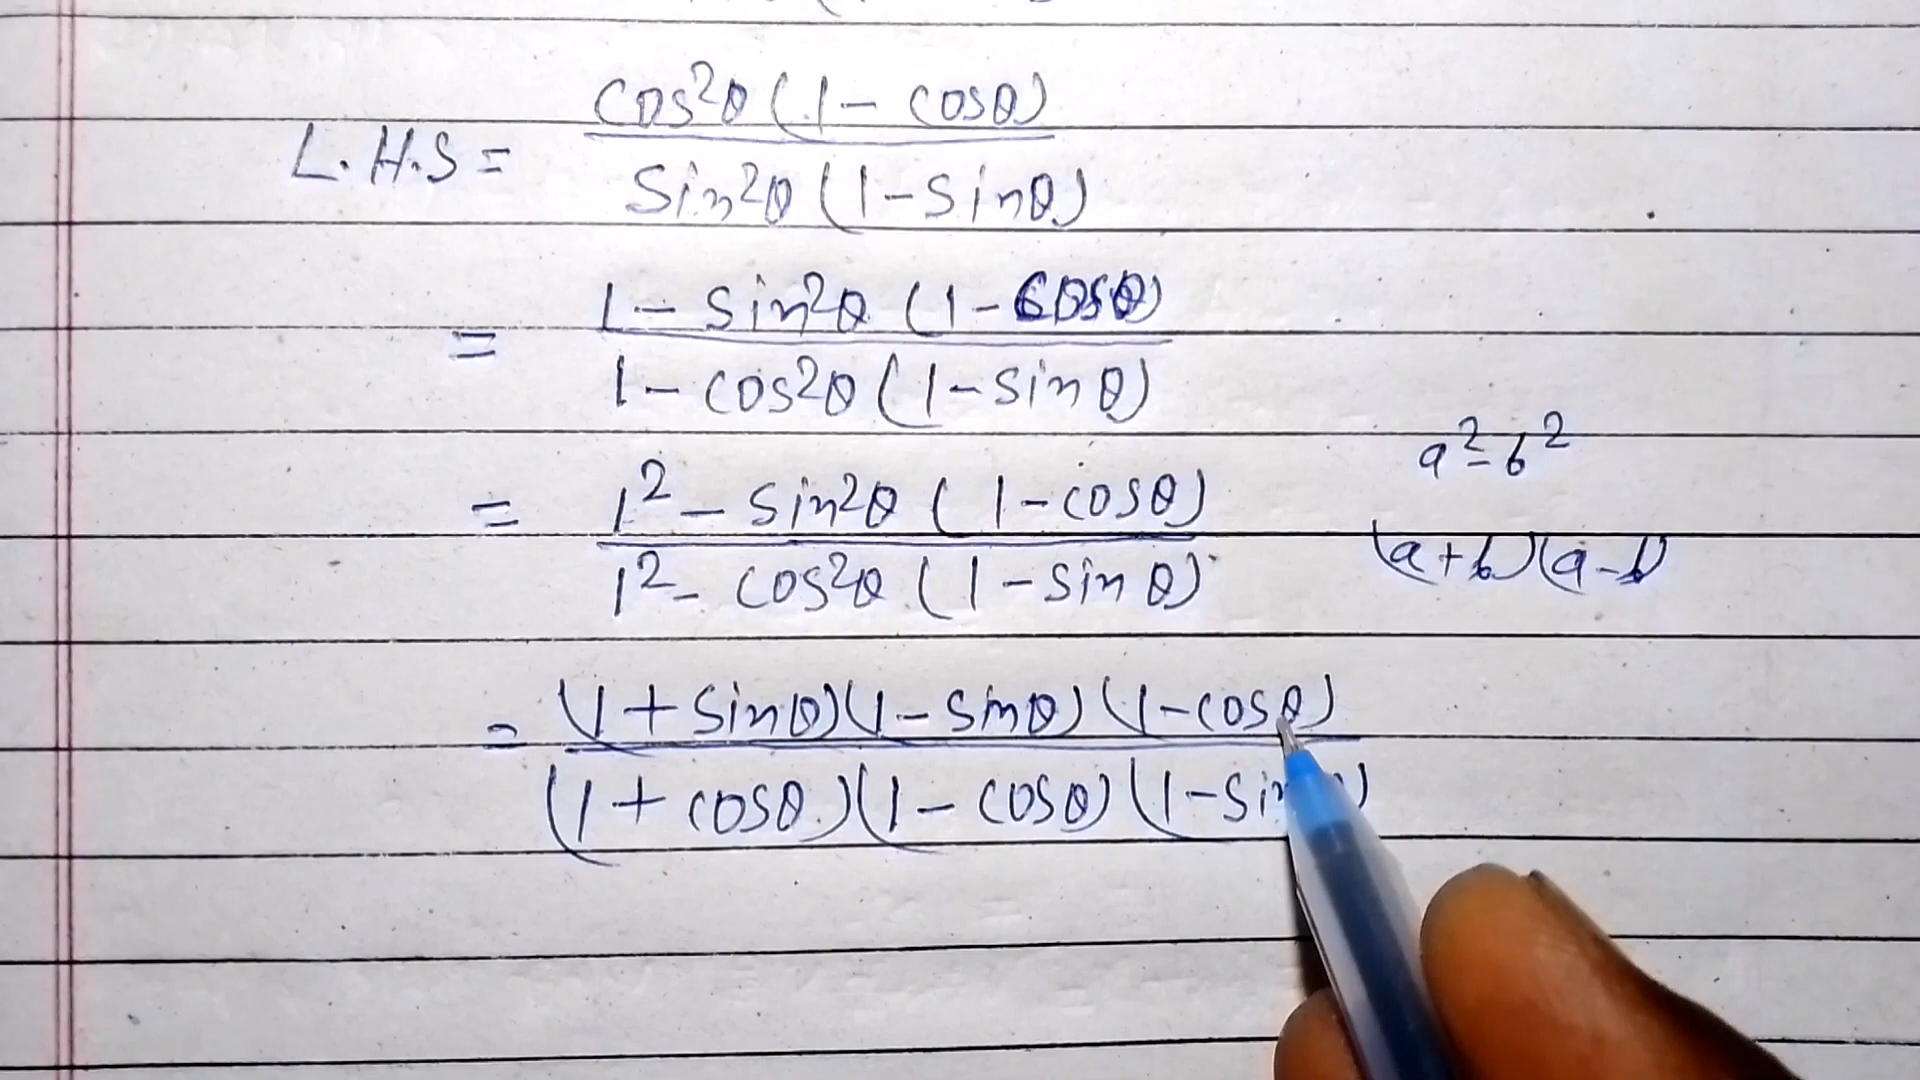 cos²θ (1 - cosθ)
L.H.S =
sin²θ (1 - sinθ)
1 - sin²θ (1 - cosθ)
=
1 - cos²θ (1 - sinθ)
a² - b²
1² - sin²θ (1 - cosθ)
=
(a+b)(a-b)
1² - cos²θ (1 - sinθ)
(1 + sinθ)(1 - sinθ)(1 - cosθ)
=
(1 + cosθ)(1 - cosθ)(1 - sin )